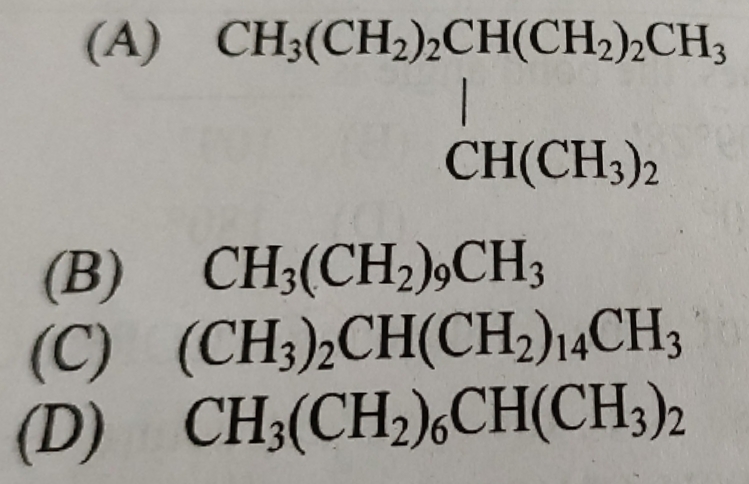 (A) CH₃(CH₂)₂CH(CH₂)₂CH₃
|
CH(CH₃)₂
(B) CH₃(CH₂)₉CH₃
(C) (CH₃)₂CH(CH₂)₁₄CH₃
(D) CH₃(CH₂)₆CH(CH₃)₂